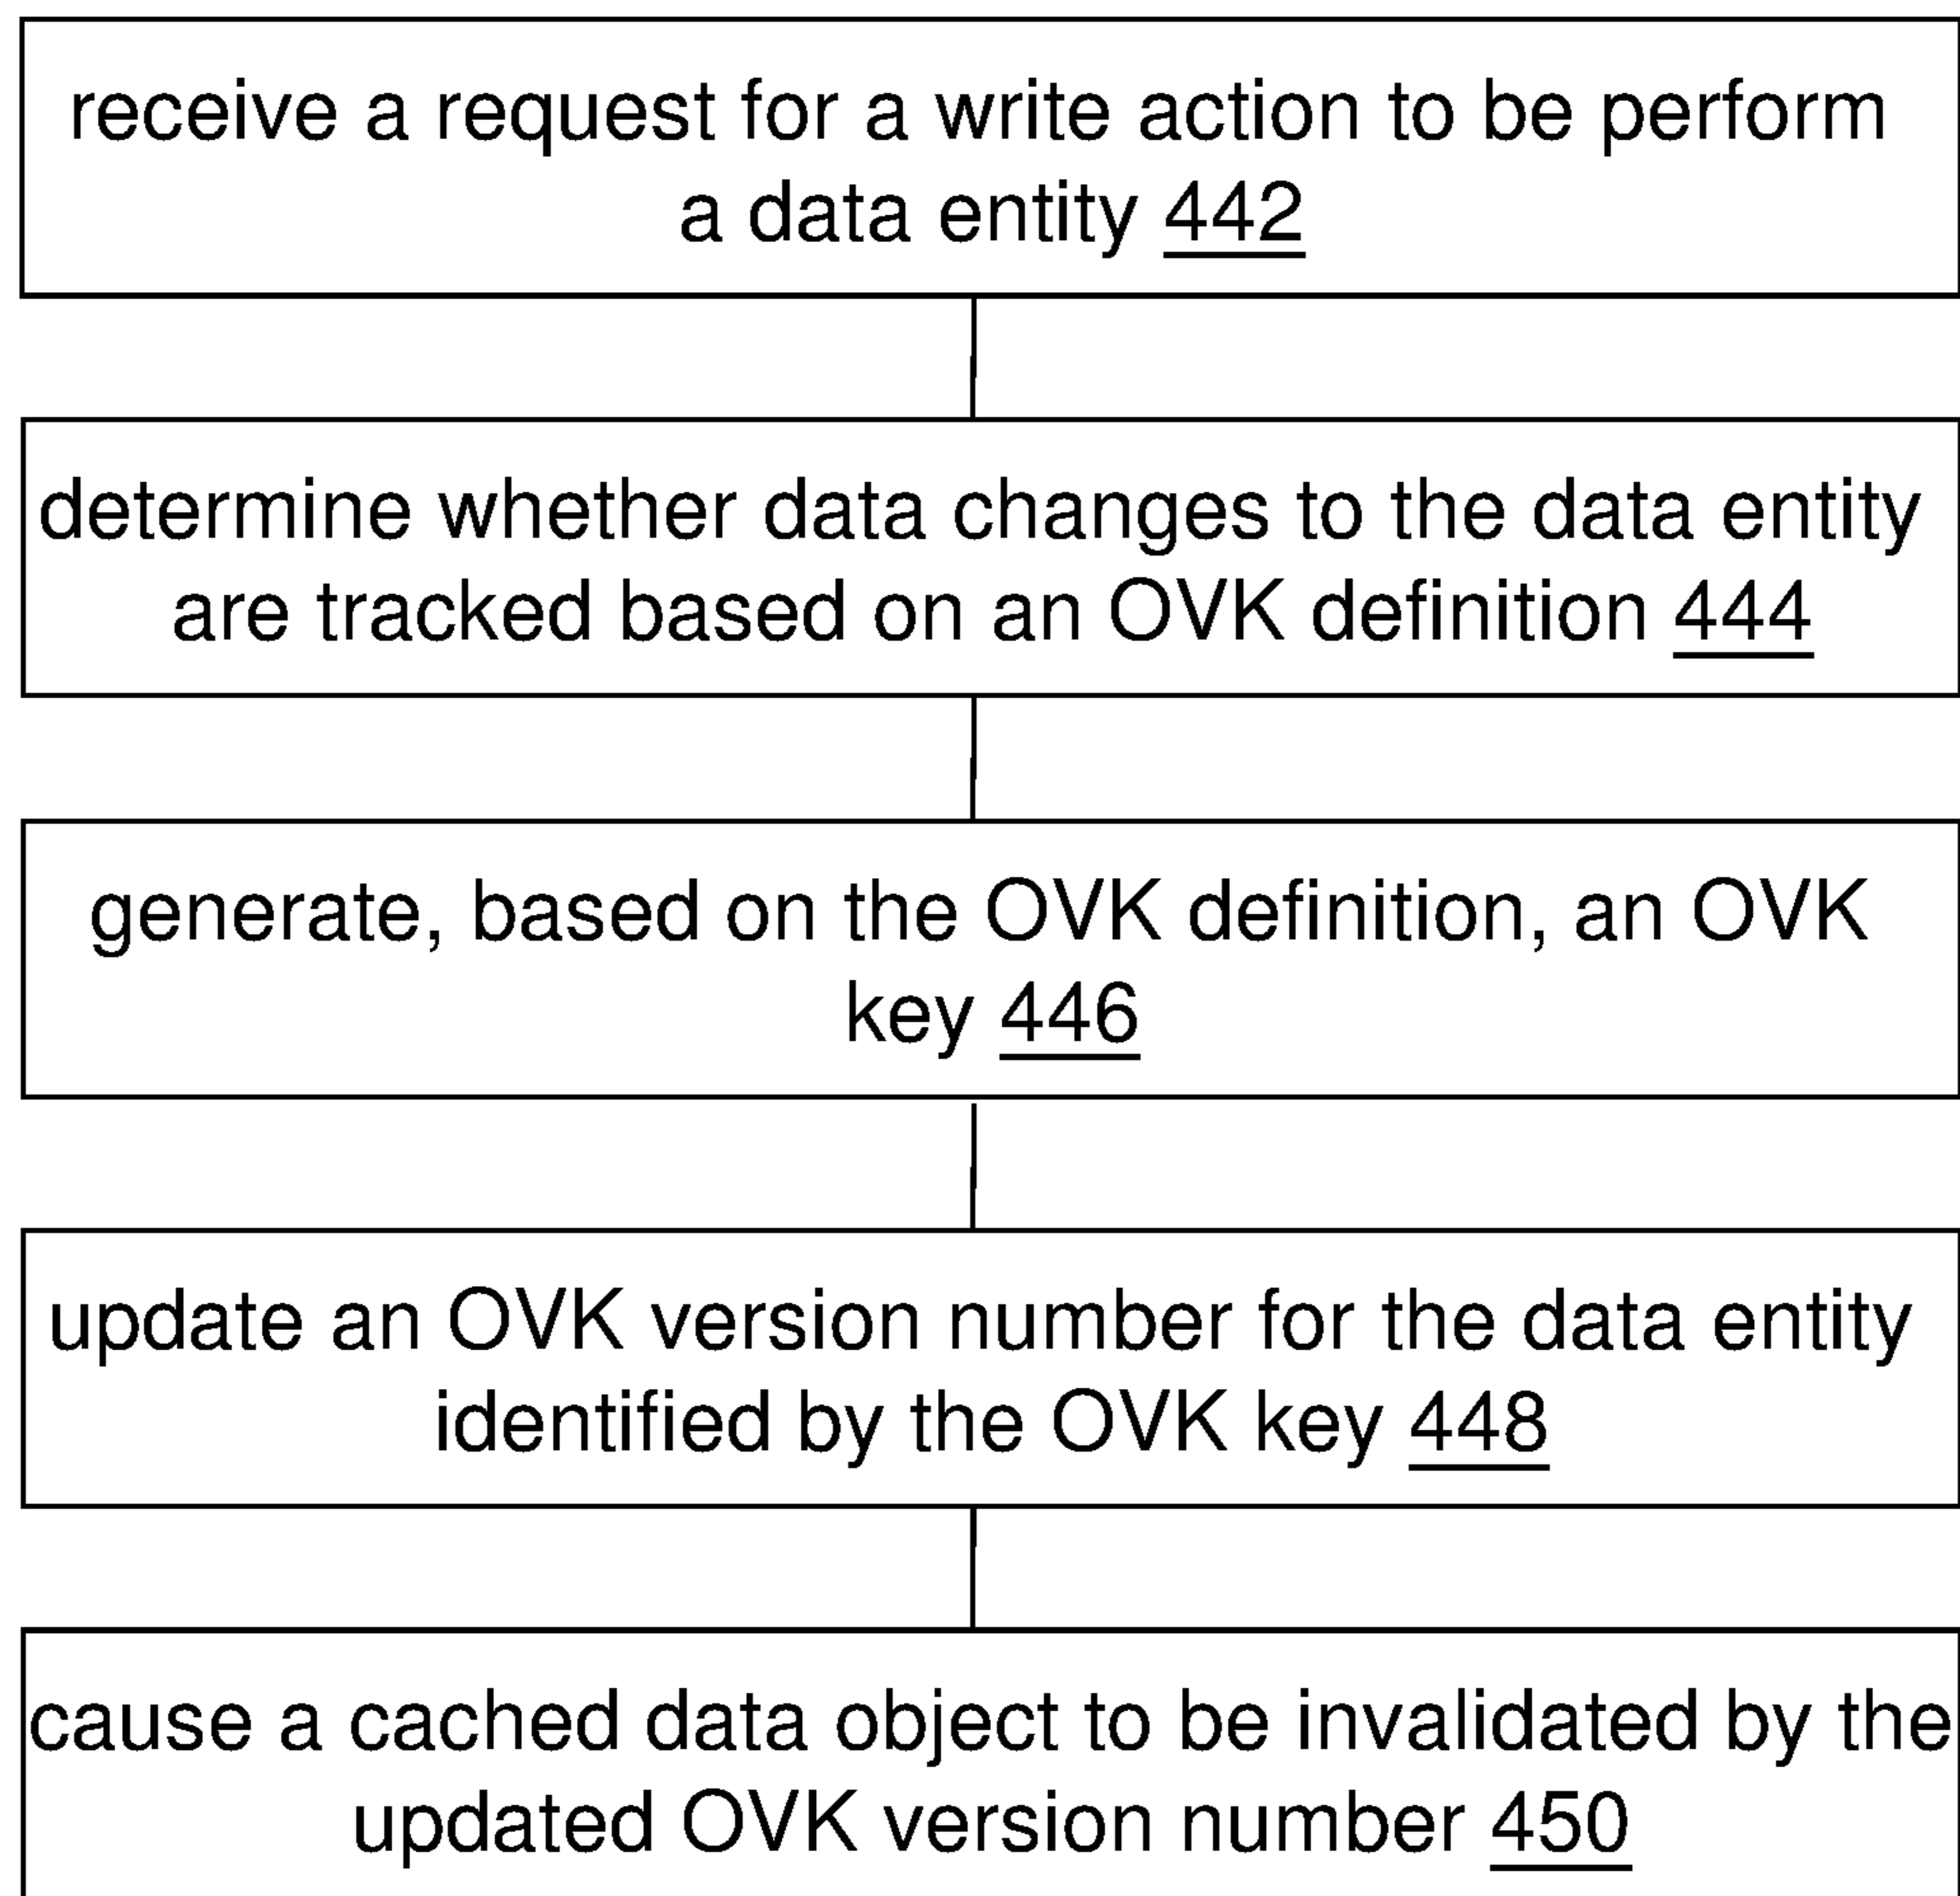 receive a request for a write action to be perform
a data entity 442
determine whether data changes to the data entity
are tracked based on an OVK definition 444
generate, based on the OVK definition, an OVK
key 446
update an OVK version number for the data entity
identified by the OVK key 448
cause a cached data object to be invalidated by the
updated OVK version number 450